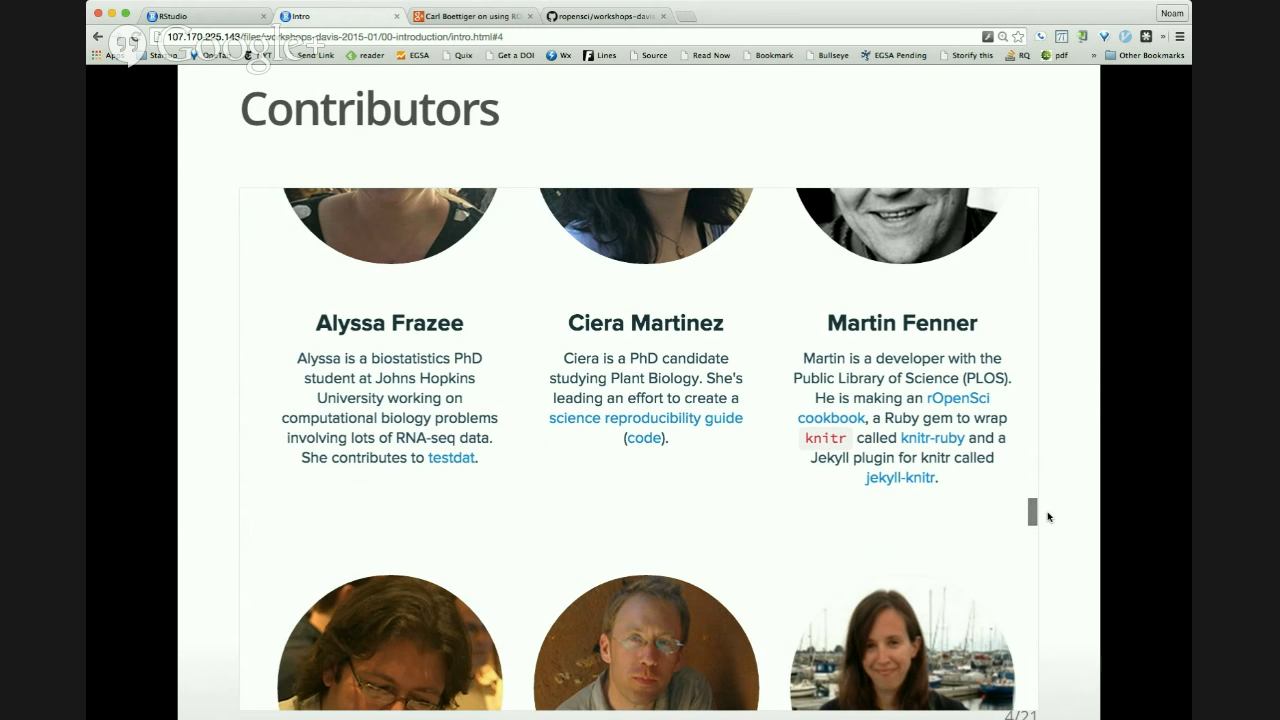 RStudio
Intro
Carl Boettiger on using RO
ropensci/workshops-davis
Noam
107.170.225.143/files/workshops-davis-2015-01/00-introduction/intro.html#4
Google+
Apps
YT
Send Link
reader
EGSA
Quix
Get a DOI
Wx
Lines
Source
Read Now
Bookmark
Bullseye
EGSA Pending
Storify this
RQ
pdf
»
Other Bookmarks
Contributors
Alyssa Frazee
Alyssa is a biostatistics PhD
student at Johns Hopkins
University working on
computational biology problems
involving lots of RNA-seq data.
She contributes to testdat.
Ciera Martinez
Ciera is a PhD candidate
studying Plant Biology. She's
leading an effort to create a
science reproducibility guide
(code).
Martin Fenner
Martin is a developer with the
Public Library of Science (PLOS).
He is making an rOpenSci
cookbook, a Ruby gem to wrap
knitr called knitr-ruby and a
Jekyll plugin for knitr called
jekyll-knitr.
4/21